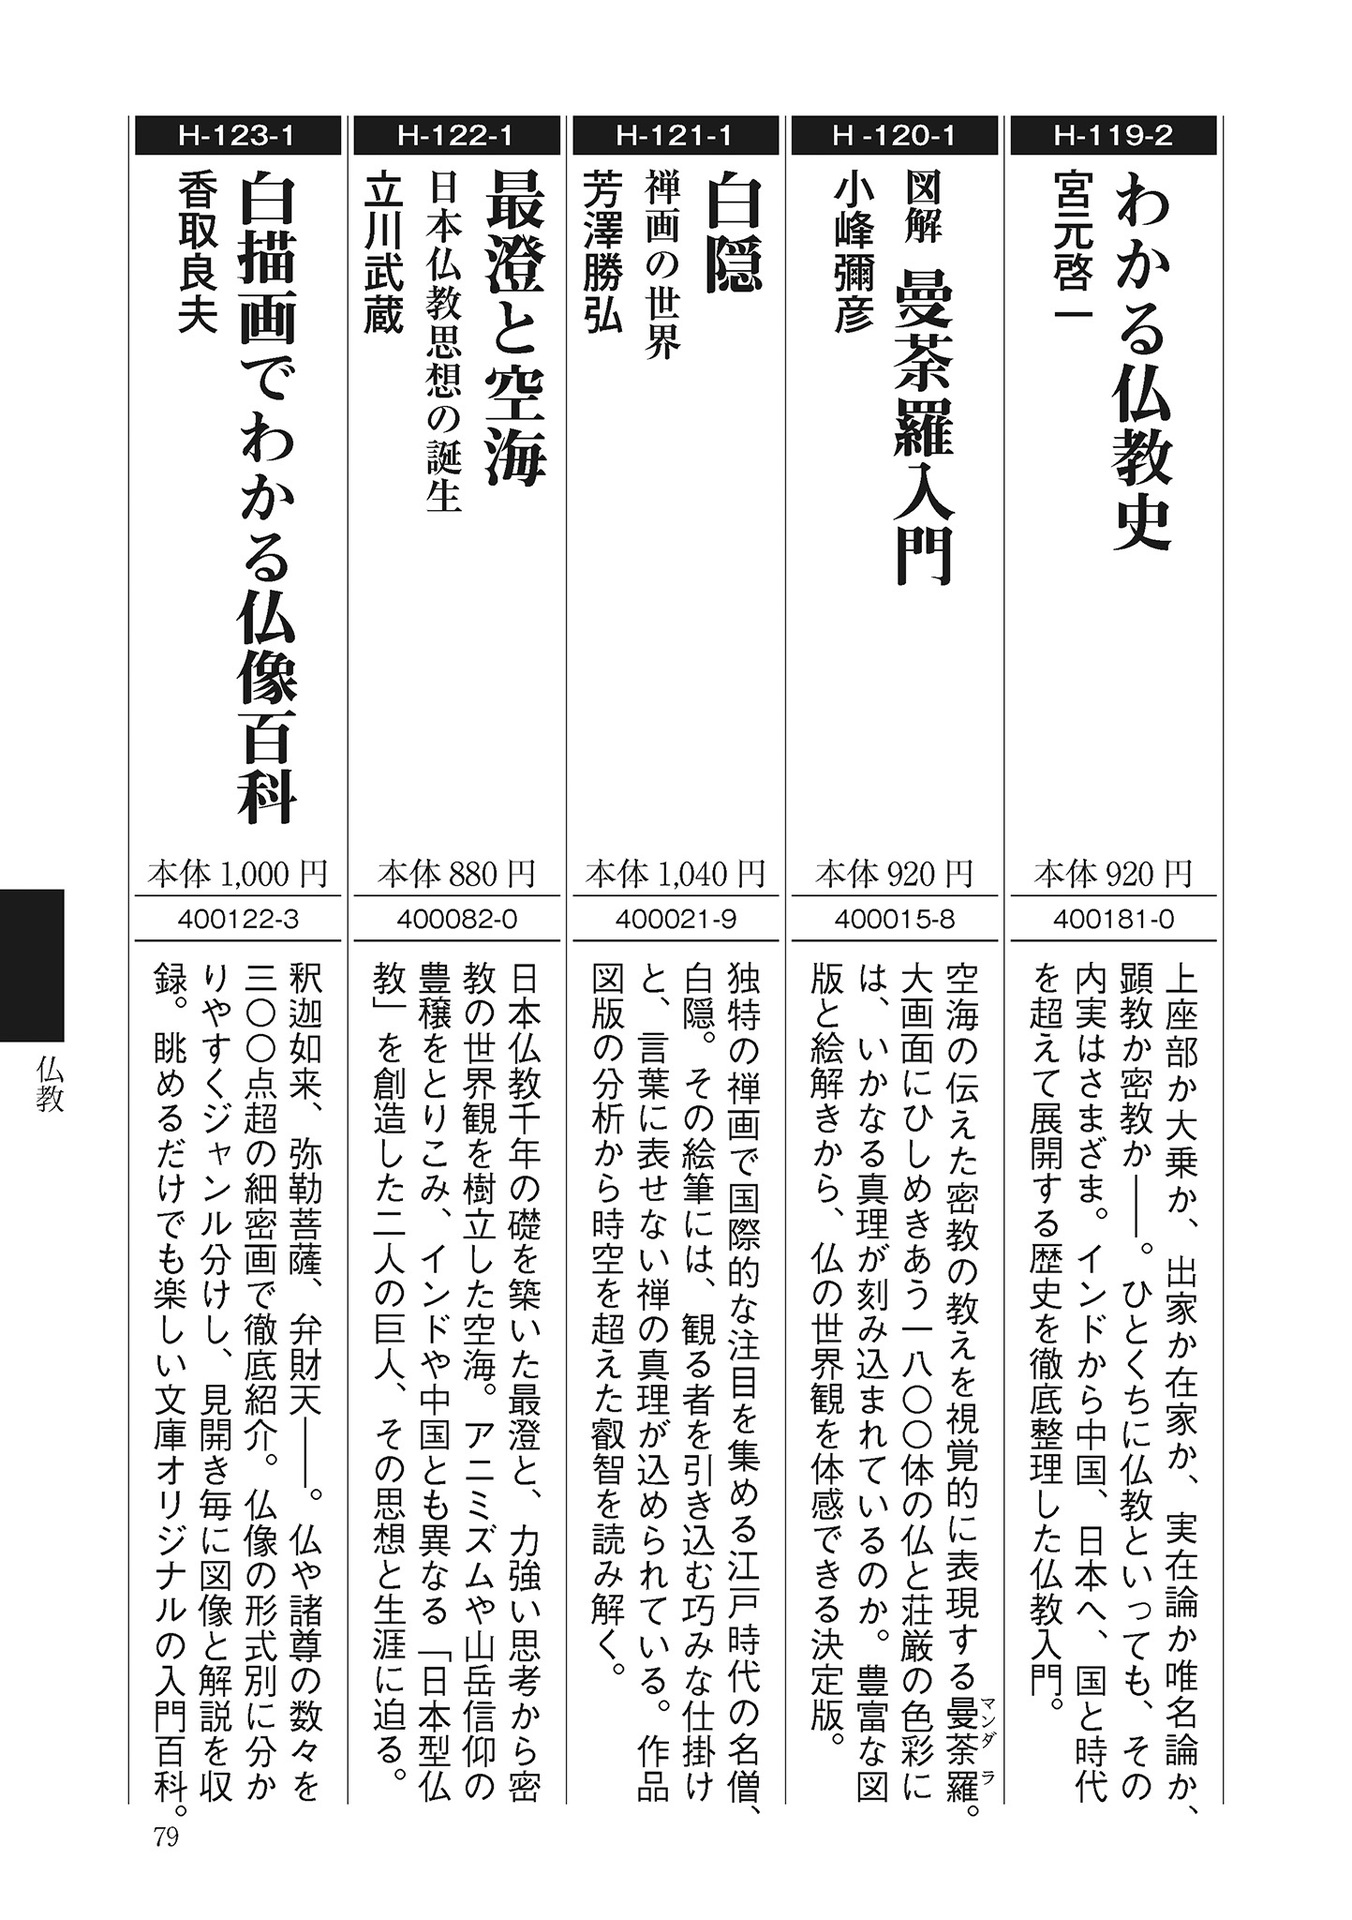 H-119-2
わかる仏教史
宮元啓一
本体 920 円
400181-0
上座部か大乗か、出家か在家か、実在論か唯名論か、
顕教か密教か――。ひとくちに仏教といっても、その
内実はさまざま。インドから中国、日本へ、国と時代
を超えて展開する歴史を徹底整理した仏教入門。
H-120-1
図解 曼荼羅入門
小峰彌彦
本体 920 円
400015-8
空海の伝えた密教の教えを視覚的に表現する曼荼羅。
マンダラ
大画面にひしめきあう一八〇〇体の仏と荘厳の色彩に
は、いかなる真理が刻み込まれているのか。豊富な図
版と絵解きから、仏の世界観を体感できる決定版。
H-121-1
白隠
禅画の世界
芳澤勝弘
本体 1,040 円
400021-9
独特の禅画で国際的な注目を集める江戸時代の名僧、
白隠。その絵筆には、観る者を引き込む巧みな仕掛け
と、言葉に表せない禅の真理が込められている。作品
図版の分析から時空を超えた叡智を読み解く。
H-122-1
最澄と空海
日本仏教思想の誕生
立川武蔵
本体 880 円
400082-0
日本仏教千年の礎を築いた最澄と、力強い思考から密
教の世界観を樹立した空海。アニミズムや山岳信仰の
豊穣をとりこみ、インドや中国とも異なる「日本型仏
教」を創造した二人の巨人、その思想と生涯に迫る。
H-123-1
白描画でわかる仏像百科
香取良夫
本体 1,000 円
400122-3
釈迦如来、弥勒菩薩、弁財天――。仏や諸尊の数々を
三〇〇点超の細密画で徹底紹介。仏像の形式別に分か
りやすくジャンル分けし、見開き毎に図像と解説を収
録。眺めるだけでも楽しい文庫オリジナルの入門百科。
仏教
79